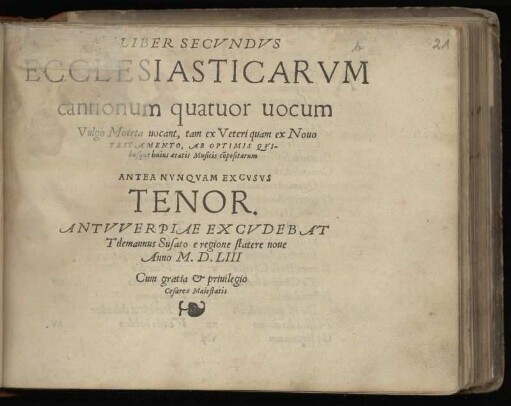 LIBER SECVNDVS
b 21
ECCLESIASTICARVM
cantionum quatuor uocum
Vulgo Moteta uocant, tam ex Veteri quam ex Nouo
TESTAMENTO, AB OPTIMIS QVI-
busque huius ætatis Musicis cõpositarum
ANTEA NVNQVAM EXCVSVS
TENOR.
ANTVVERPIAE EXCVDEBAT
Tilemannus Susato e regione statere noue
Anno M. D. LIII
Cum gratia & priuilegio
Cesareæ Maiestatis